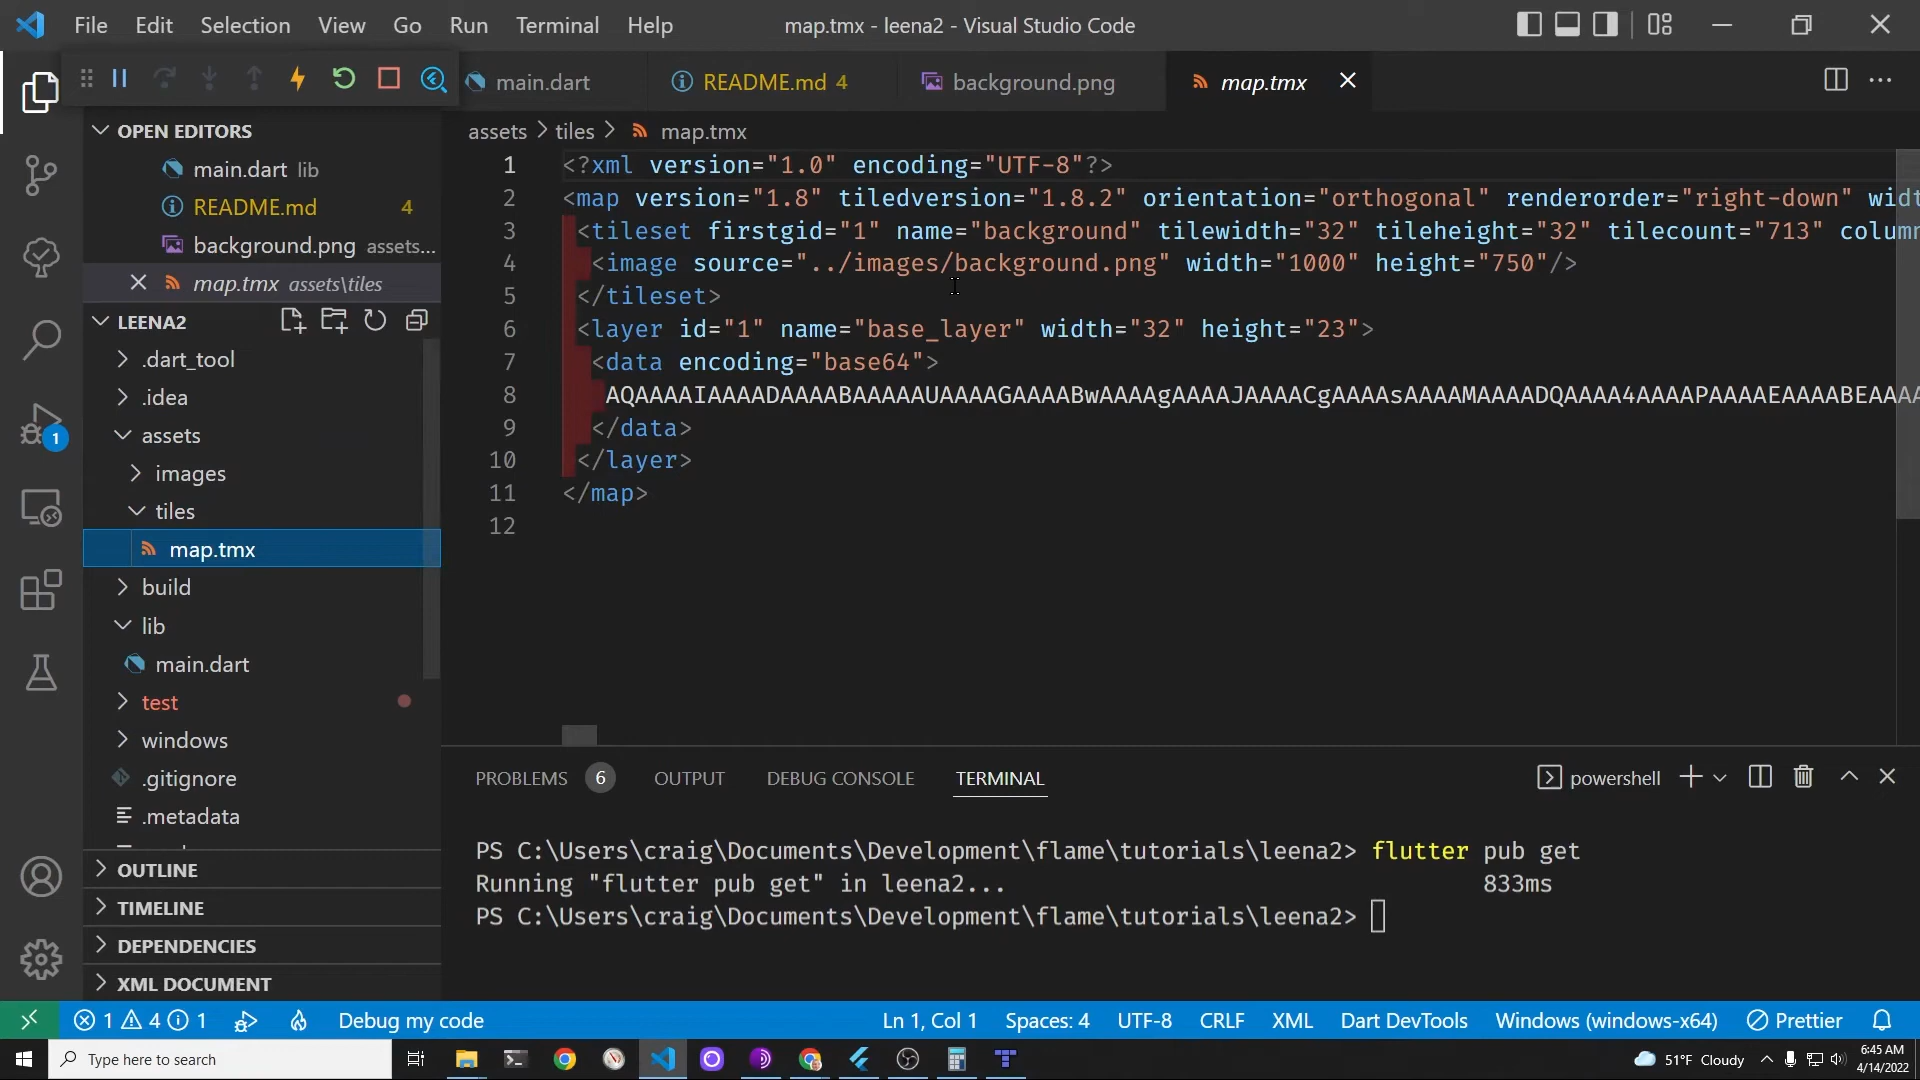 File Edit Selection View Go Run Terminal Help map.tmx - leena2 - Visual Studio Code
main.dart README.md 4 background.png map.tmx
OPEN EDITORS
main.dart lib
README.md 4
background.png assets...
map.tmx assets\tiles
LEENA2
.dart_tool
.idea
assets
images
tiles
map.tmx
build
lib
main.dart
test
windows
.gitignore
.metadata
OUTLINE
TIMELINE
DEPENDENCIES
XML DOCUMENT
1
assets > tiles > map.tmx
1 <?xml version="1.0" encoding="UTF-8"?>
2 <map version="1.8" tiledversion="1.8.2" orientation="orthogonal" renderorder="right-down" widt
3 <tileset firstgid="1" name="background" tilewidth="32" tileheight="32" tilecount="713" colum
4 <image source="../images/background.png" width="1000" height="750"/>
5 </tileset>
6 <layer id="1" name="base_layer" width="32" height="23">
7 <data encoding="base64">
8 AQAAAAIAAAADAAAABAAAAAUAAAAGAAAABwAAAAgAAAAJAAAACgAAAAsAAAAMAAAADQAAAA4AAAAPAAAAEAAAABEAAA
9 </data>
10 </layer>
11 </map>
12
PROBLEMS 6 OUTPUT DEBUG CONSOLE TERMINAL powershell
PS C:\Users\craig\Documents\Development\flame\tutorials\leena2> flutter pub get
Running "flutter pub get" in leena2... 833ms
PS C:\Users\craig\Documents\Development\flame\tutorials\leena2>
1 4 1 Debug my code Ln 1, Col 1 Spaces: 4 UTF-8 CRLF XML Dart DevTools Windows (windows-x64) Prettier
Type here to search 51°F Cloudy 6:45 AM
4/14/2022